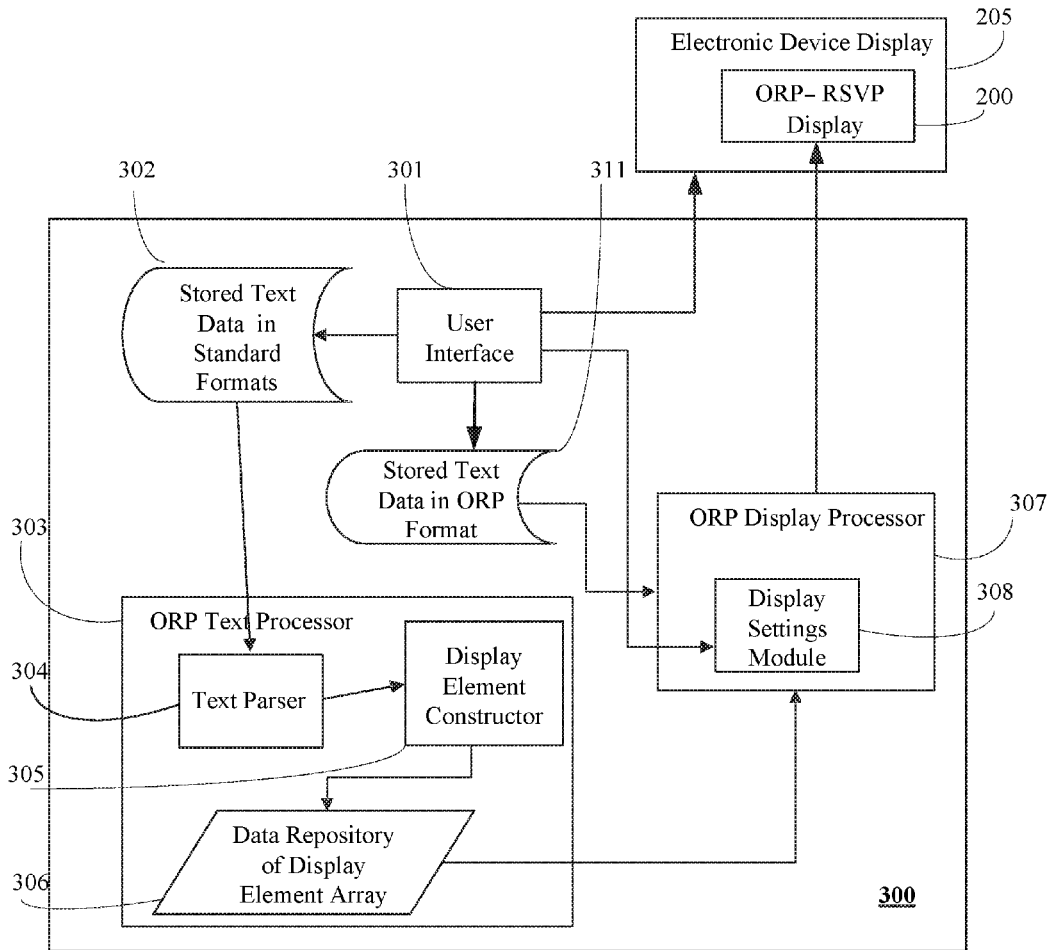 205
Electronic Device Display
ORP– RSVP
Display
200
302
301
311
Stored Text
Data in
Standard
Formats
User
Interface
Stored Text
Data in ORP
Format
303
ORP Display Processor
307
Display
Settings
Module
308
ORP Text Processor
304
Text Parser
Display
Element
Constructor
305
Data Repository
of Display
Element Array
306
300